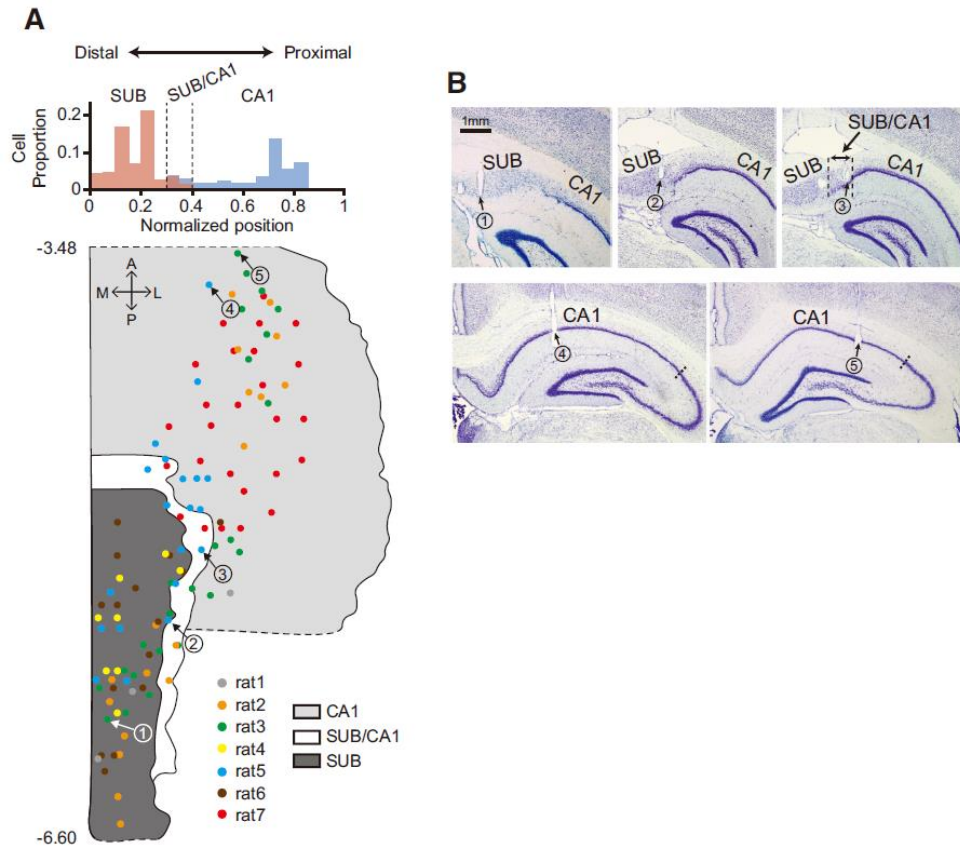 A
Distal
Proximal
SUB
SUB/CA1
CA1
Cell
Proportion
0.2
0.1
0
0
0.2
0.4
0.6
0.8
1
Normalized position
-3.48
A
M
L
P
5
4
3
2
1
rat1
rat2
rat3
rat4
rat5
rat6
rat7
CA1
SUB/CA1
SUB
-6.60
B
1mm
SUB
CA1
1
SUB
CA1
2
SUB/CA1
SUB
CA1
3
CA1
4
CA1
5